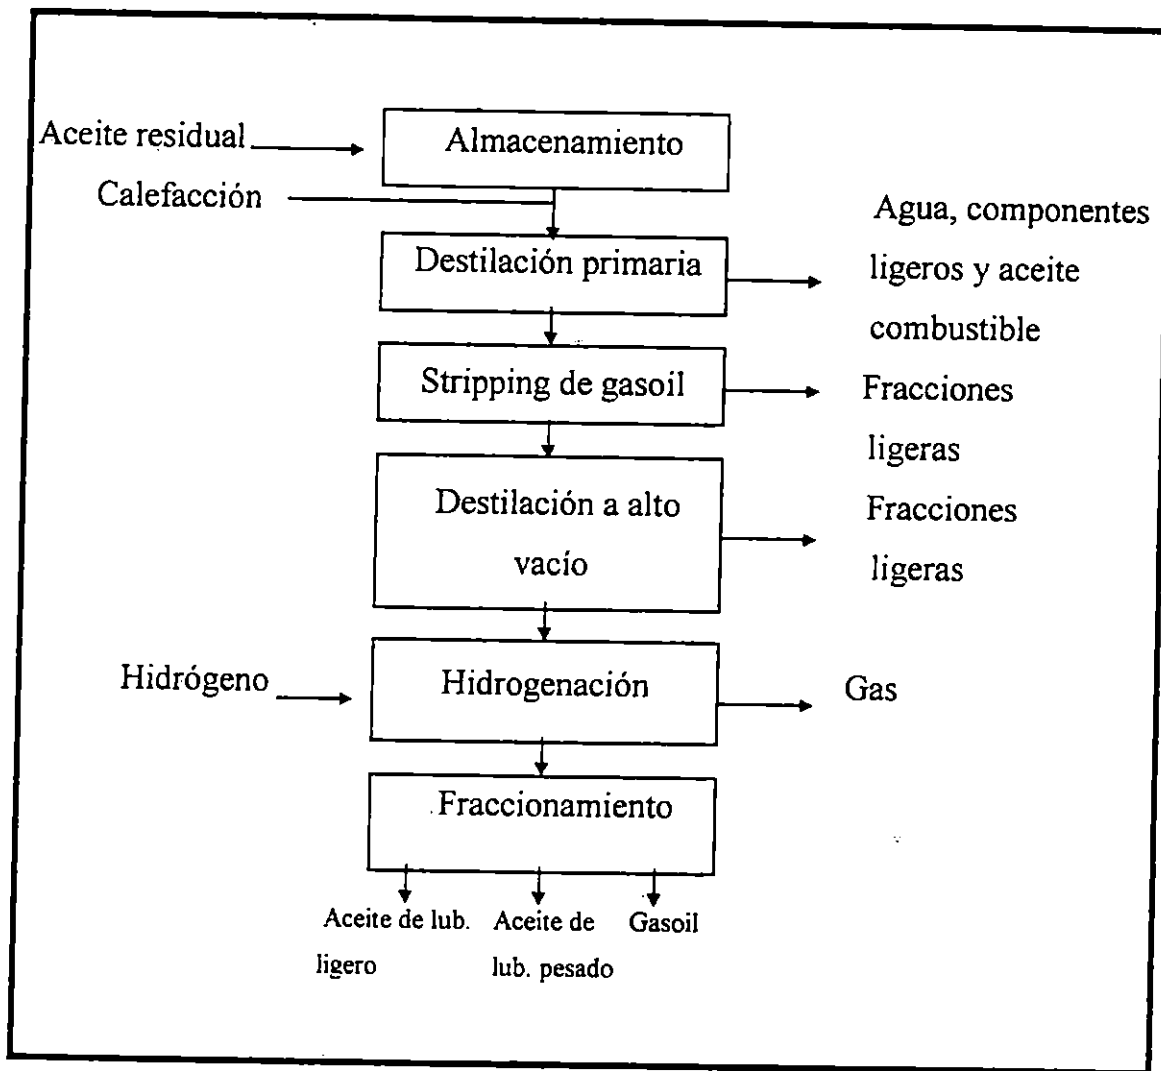 Aceite residual
Almacenamiento
Calefacción
Destilación primaria
Agua, componentes
ligeros y aceite
combustible
Stripping de gasoil
Fracciones
ligeras
Destilación a alto
vacío
Fracciones
ligeras
Hidrógeno
Hidrogenación
Gas
Fraccionamiento
Aceite de lub.
ligero
Aceite de
lub. pesado
Gasoil